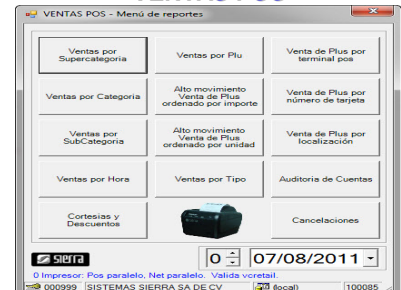 VENTAS POS
VENTAS POS - Menú de reportes
Ventas por
Supercategoria
Ventas por Plu
Venta de Plus por
terminal pos
Ventas por Categoria
Alto movimiento
Venta de Plus
ordenado por importe
Venta de Plus por
número de tarjeta
Ventas por
SubCategoria
Alto movimiento
Venta de Plus
ordenado por unidad
Venta de Plus por
localización
Ventas por Hora
Ventas por Tipo
Auditoria de Cuentas
Cortesias y
Descuentos
Cancelaciones
sierra
0
07/08/2011
0 Impresor: Pos paralelo, Net paralelo. Valida vcretail.
000999
SISTEMAS SIERRA SA DE CV
(local)
100085